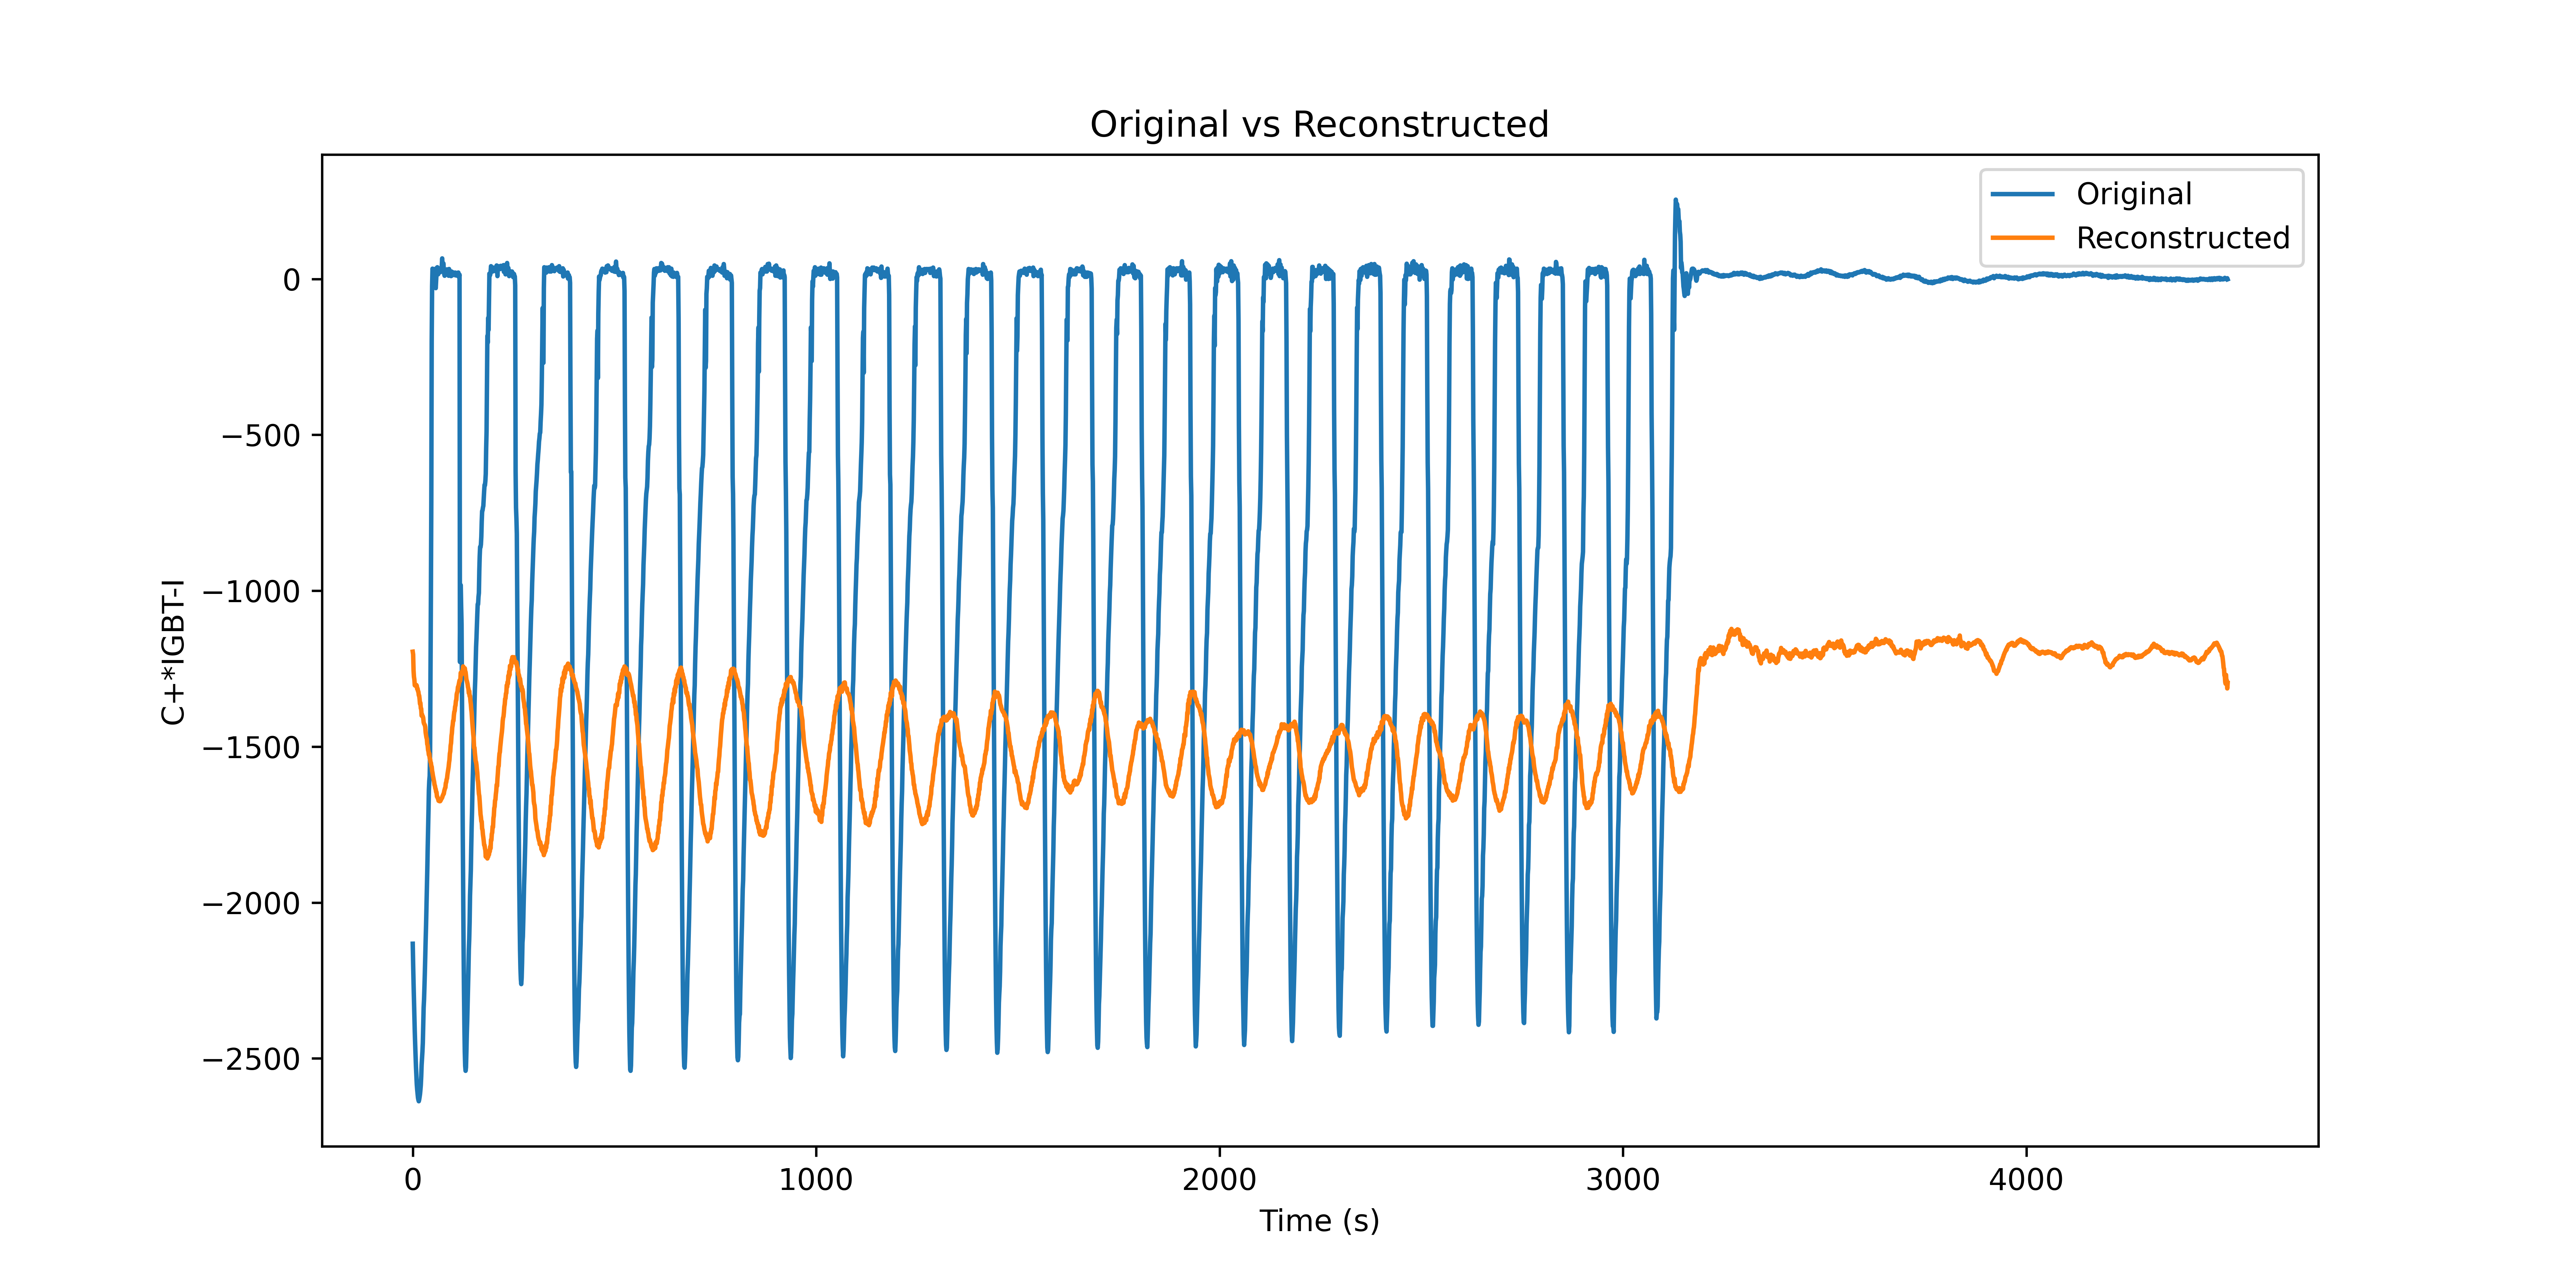 Original vs Reconstructed
Original
Reconstructed
0
−500
−1000
−1500
−2000
−2500
C+*IGBT-I
0 1000 2000 3000 4000
Time (s)